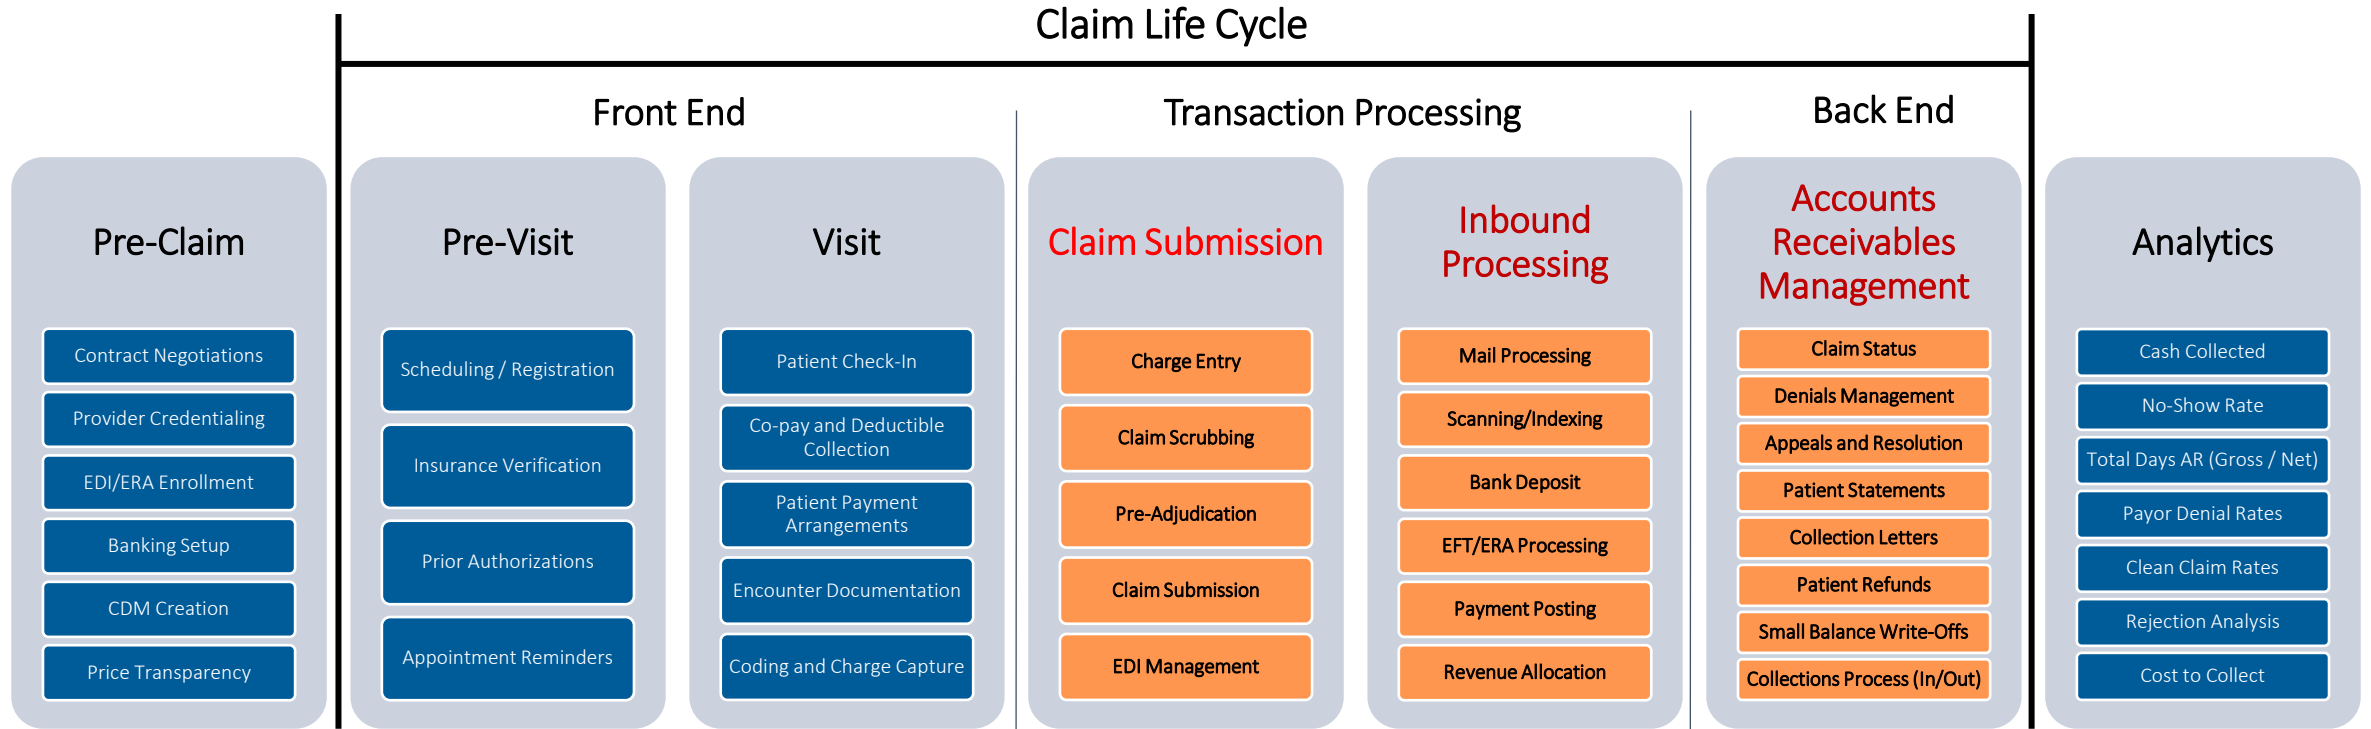 Claim Life Cycle
Front End
Transaction Processing
Back End
Pre-Claim
Contract Negotiations
Provider Credentialing
EDI/ERA Enrollment
Banking Setup
CDM Creation
Price Transparency
Pre-Visit
Scheduling / Registration
Insurance Verification
Prior Authorizations
Appointment Reminders
Visit
Patient Check-In
Co-pay and Deductible
Collection
Patient Payment
Arrangements
Encounter Documentation
Coding and Charge Capture
Claim Submission
Charge Entry
Claim Scrubbing
Pre-Adjudication
Claim Submission
EDI Management
Inbound
Processing
Mail Processing
Scanning/Indexing
Bank Deposit
EFT/ERA Processing
Payment Posting
Revenue Allocation
Accounts
Receivables
Management
Claim Status
Denials Management
Appeals and Resolution
Patient Statements
Collection Letters
Patient Refunds
Small Balance Write-Offs
Collections Process (In/Out)
Analytics
Cash Collected
No-Show Rate
Total Days AR (Gross / Net)
Payor Denial Rates
Clean Claim Rates
Rejection Analysis
Cost to Collect